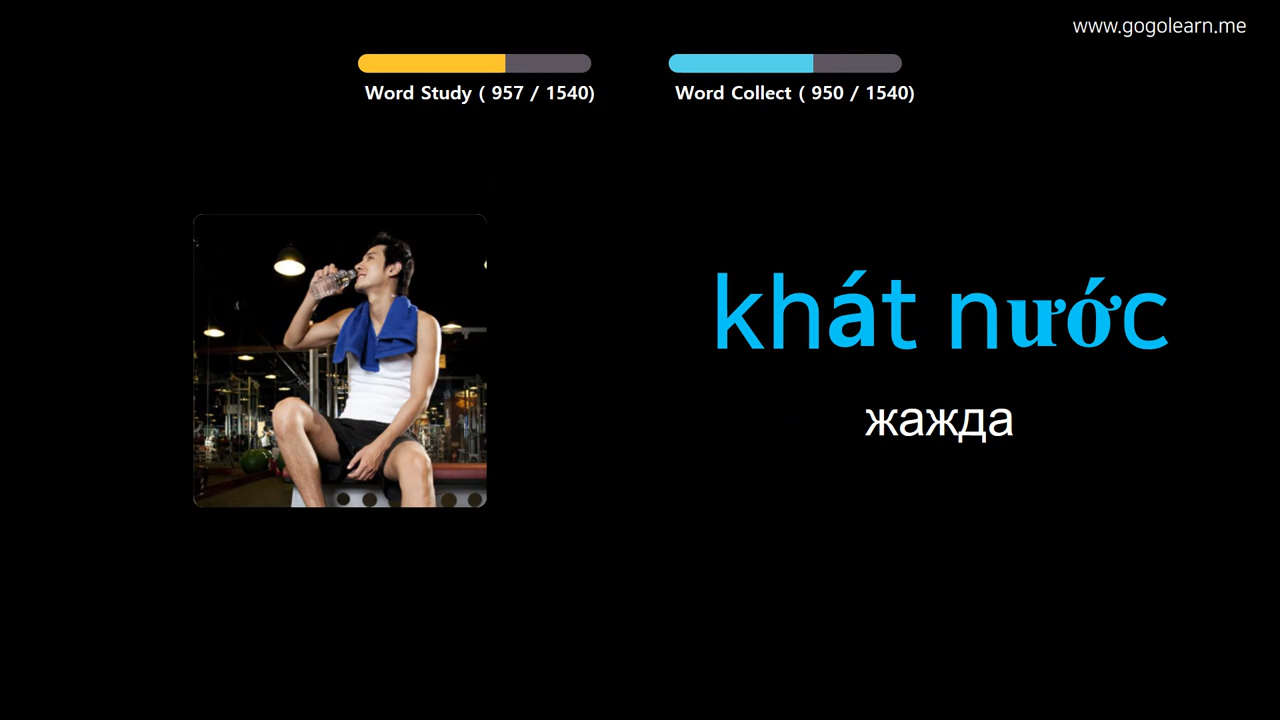 www.gogolearn.me
Word Study ( 957 / 1540)
Word Collect ( 950 / 1540)
khát nước
жажда